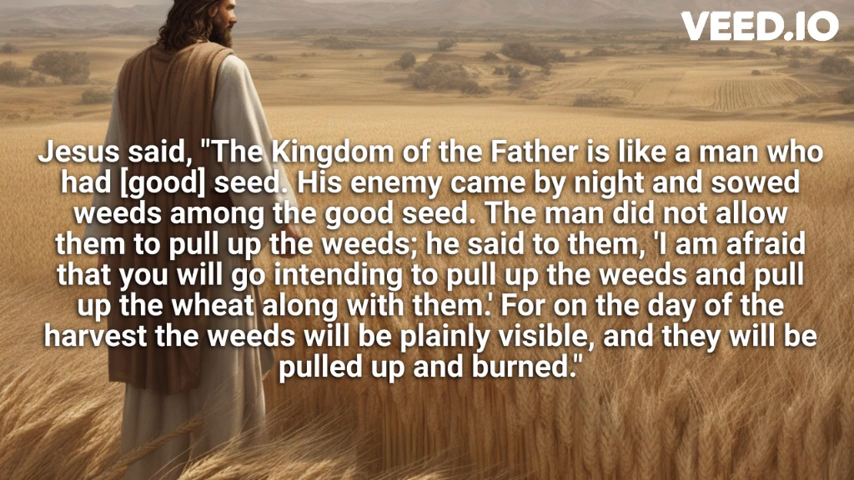 VEED.IO
Jesus said, "The Kingdom of the Father is like a man who
had [good] seed. His enemy came by night and sowed
weeds among the good seed. The man did not allow
them to pull up the weeds; he said to them, 'I am afraid
that you will go intending to pull up the weeds and pull
up the wheat along with them.' For on the day of the
harvest the weeds will be plainly visible, and they will be
pulled up and burned."